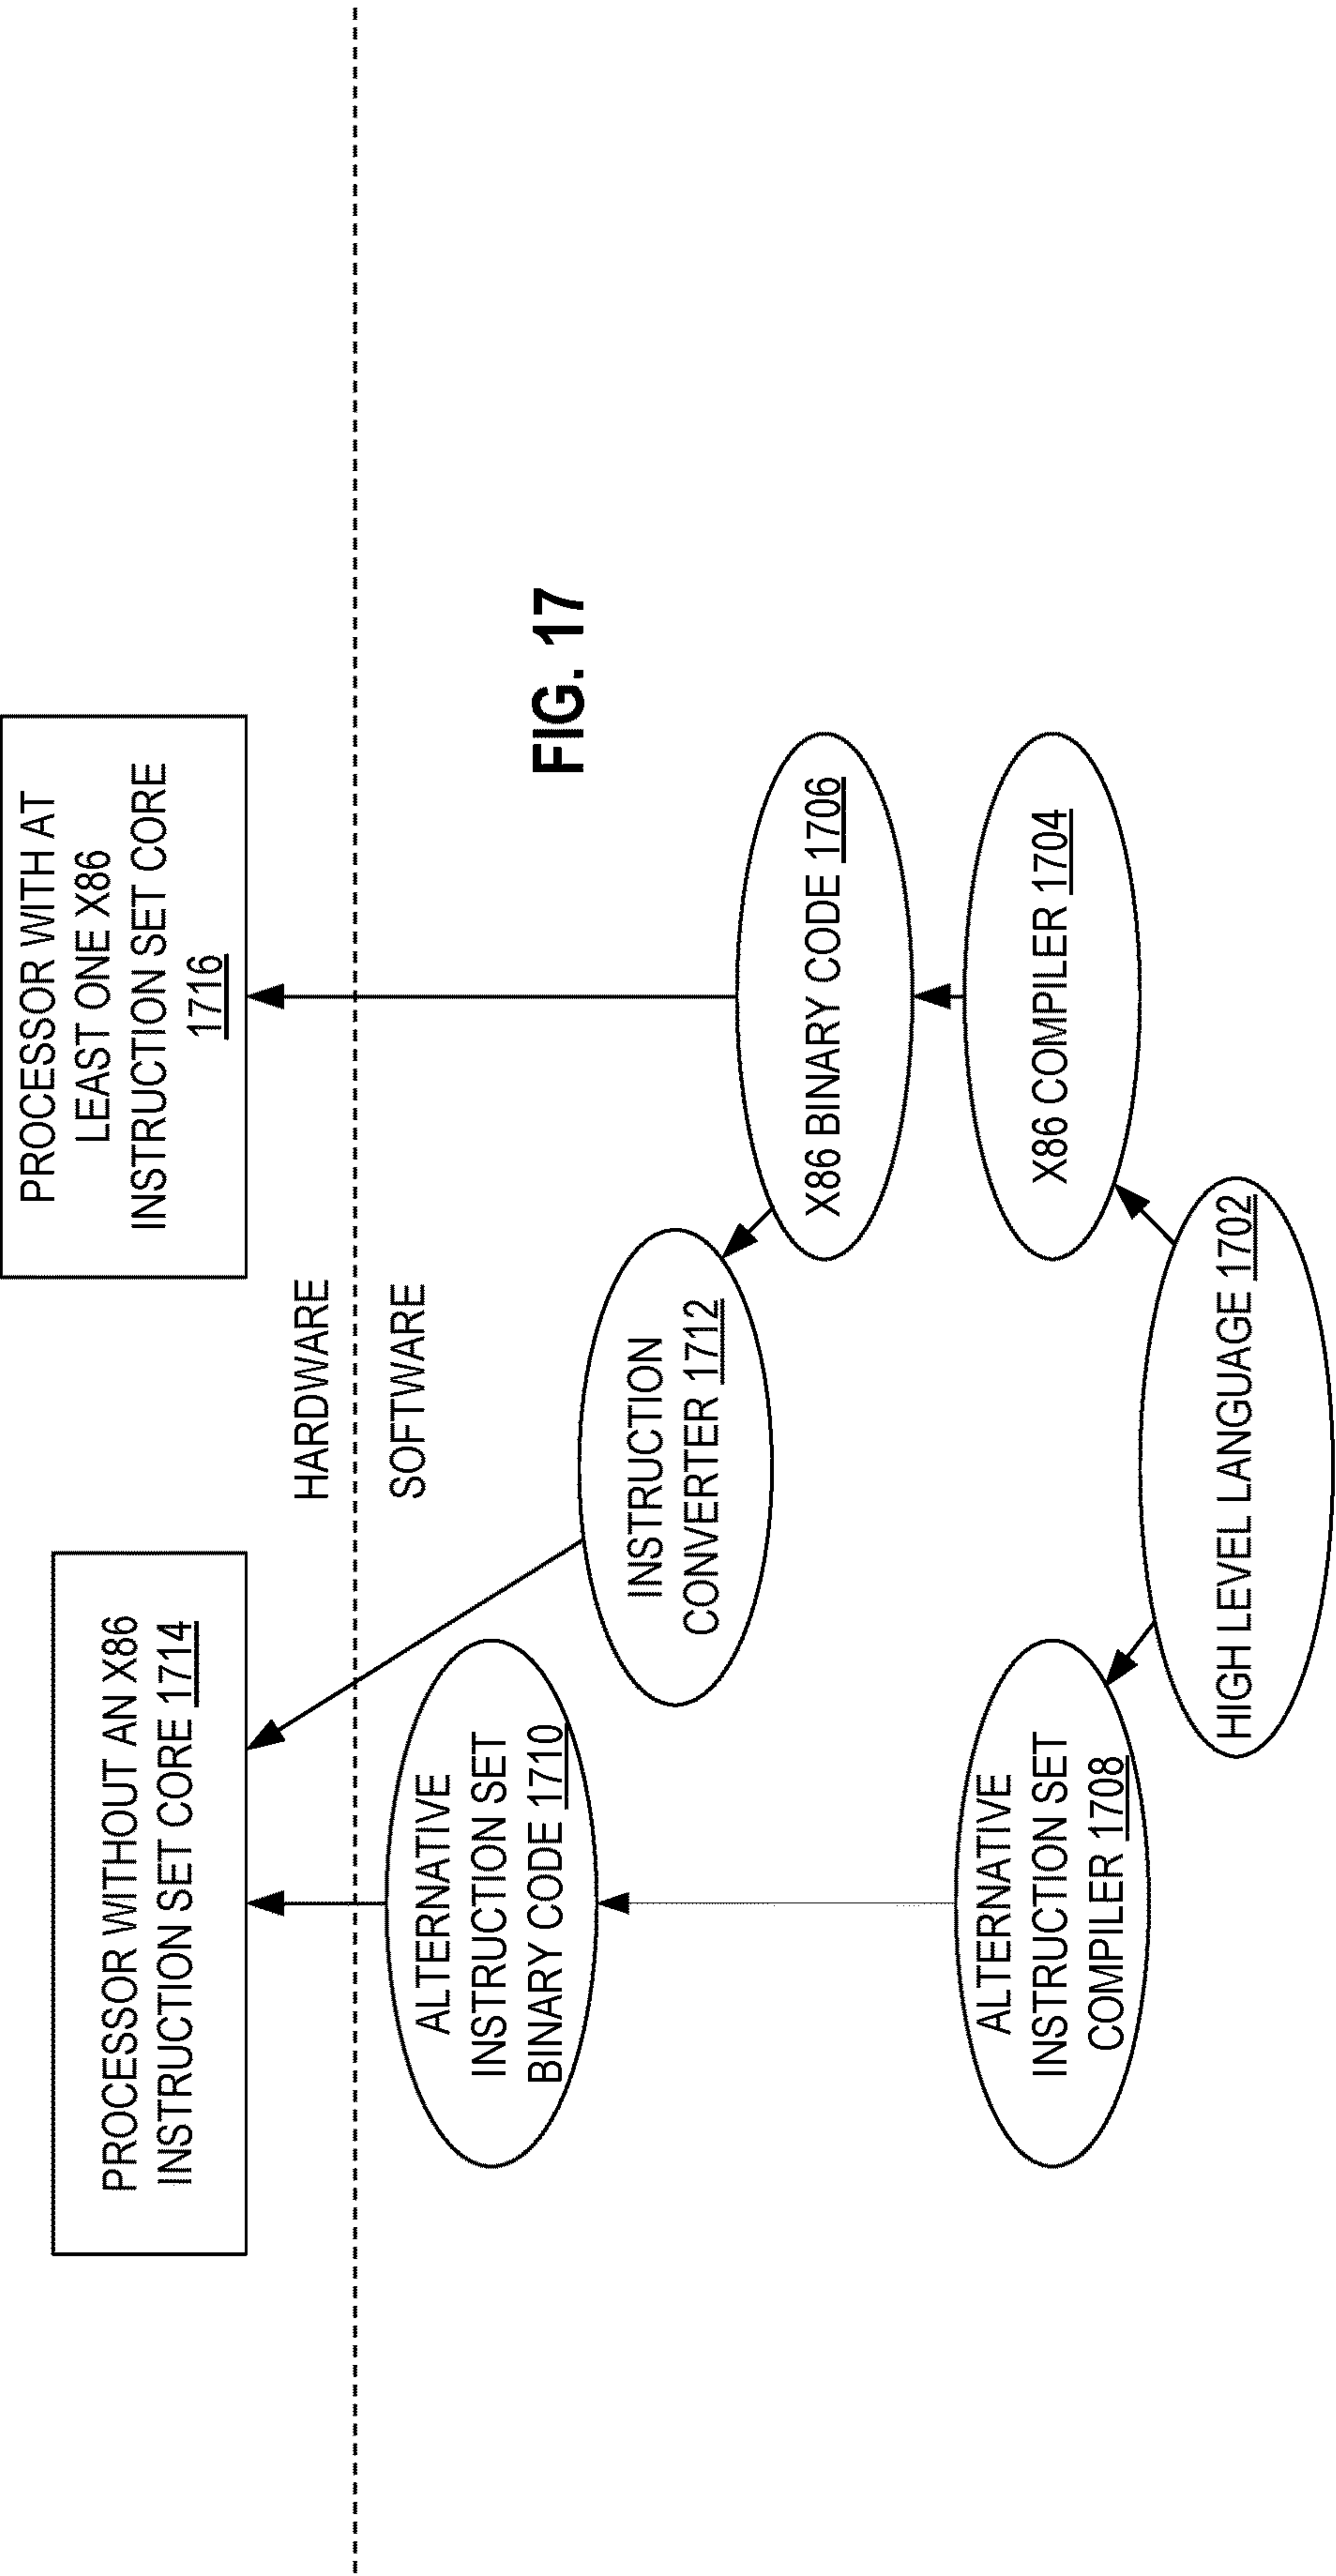 PROCESSOR WITHOUT AN X86
INSTRUCTION SET CORE 1714
PROCESSOR WITH AT
LEAST ONE X86
INSTRUCTION SET CORE
1716
HARDWARE
SOFTWARE
ALTERNATIVE
INSTRUCTION SET
BINARY CODE 1710
INSTRUCTION
CONVERTER 1712
FIG. 17
X86 BINARY CODE 1706
ALTERNATIVE
INSTRUCTION SET
COMPILER 1708
X86 COMPILER 1704
HIGH LEVEL LANGUAGE 1702